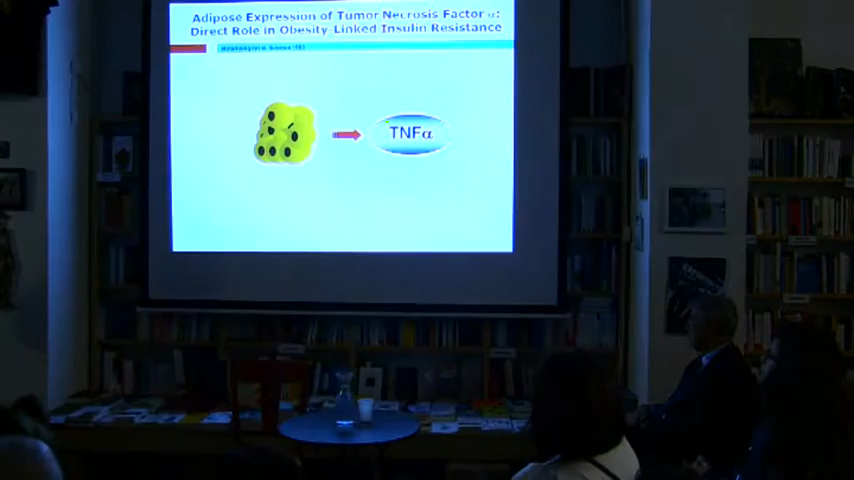 Adipose Expression of Tumor Necrosis Factor α:
Direct Role in Obesity-Linked Insulin Resistance
TNFα